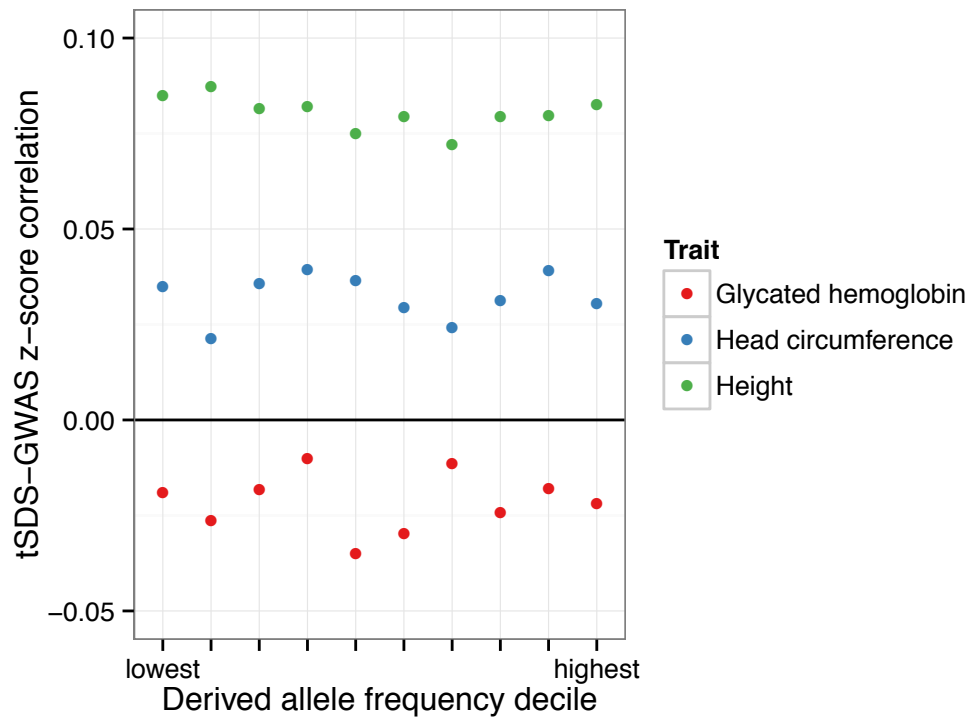 tSDS−GWAS z−score correlation
0.10
0.05
0.00
−0.05
lowest
highest
Derived allele frequency decile
Trait
Glycated hemoglobin
Head circumference
Height